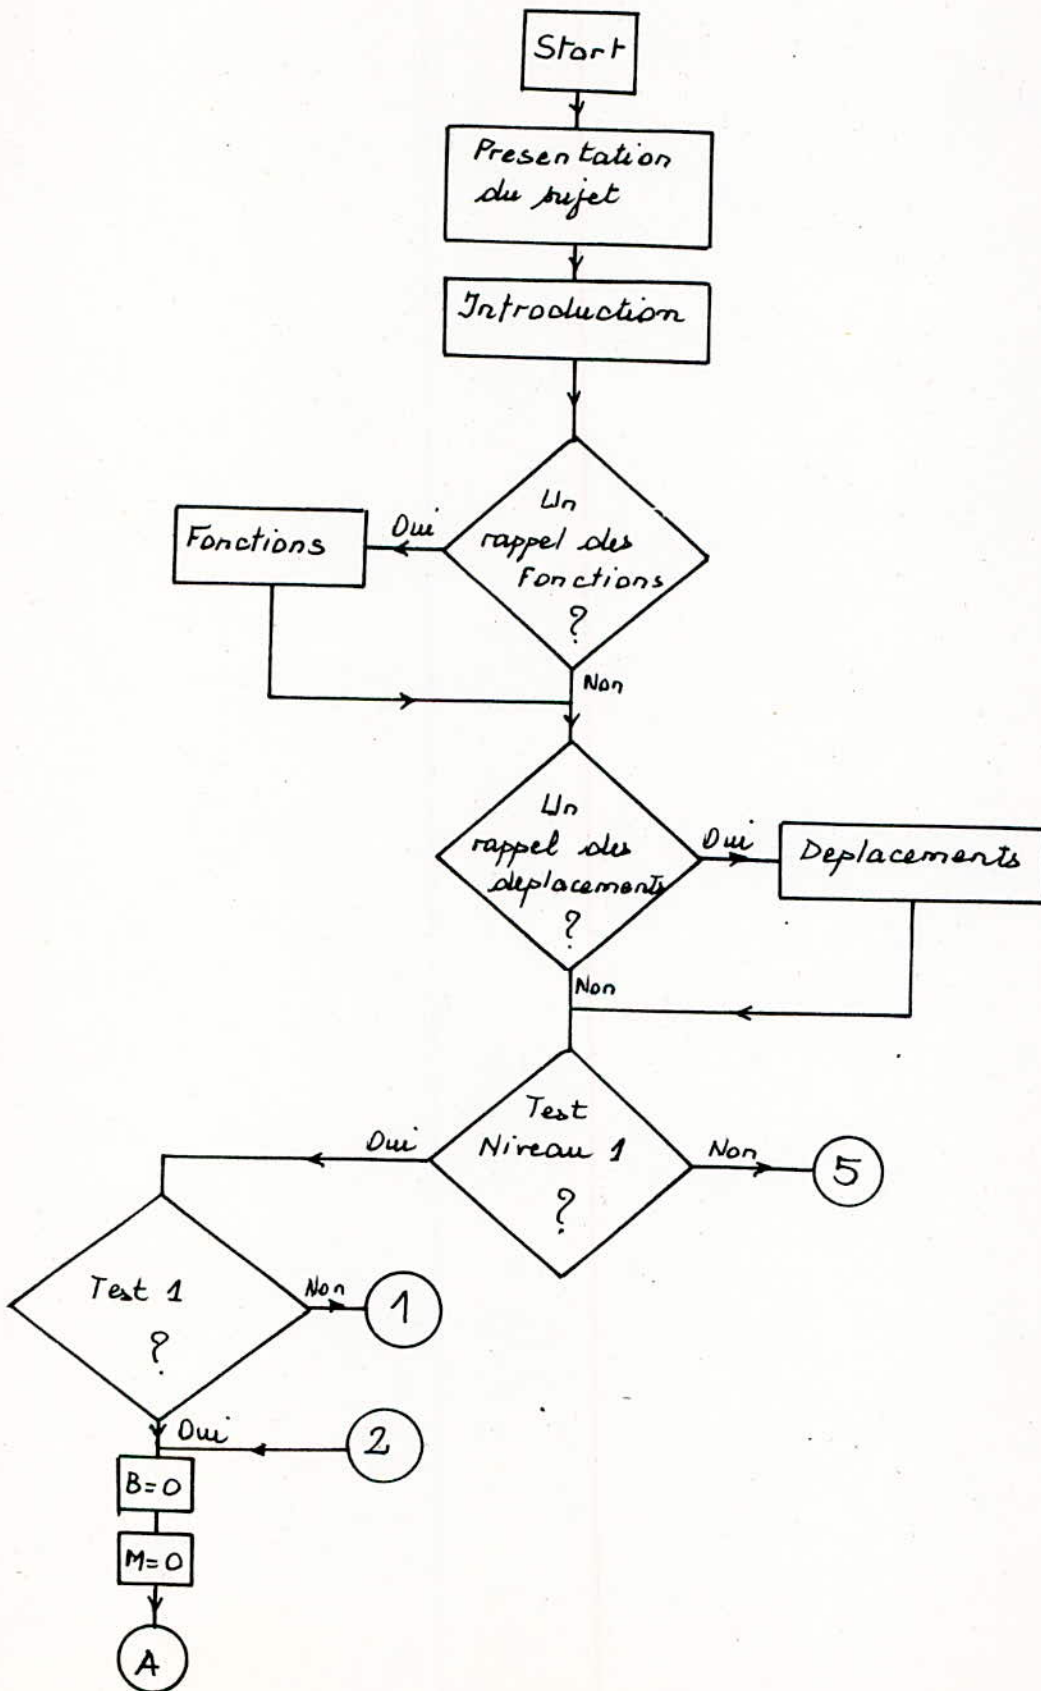 Start
Presentation
du sujet
Introduction
Un
rappel des
Fonctions
?
Oui
Fonctions
Non
Un
rappel des
deplacements
?
Oui
Deplacements
Non
Test
Niveau 1
?
Oui
Non
5
Test 1
?
Non
1
Oui
2
B=0
M=0
A